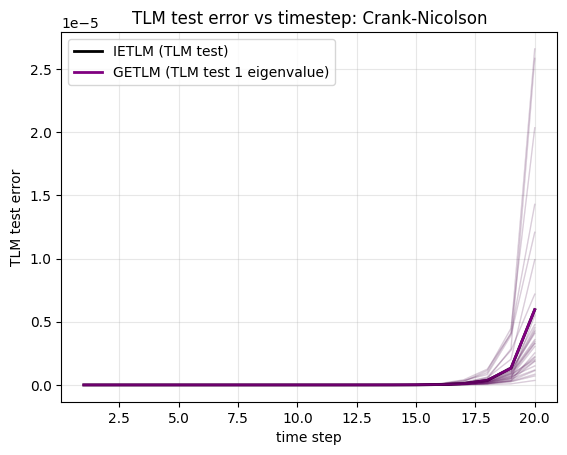 TLM test error vs timestep: Crank-Nicolson
1e−5
IETLM (TLM test)
GETLM (TLM test 1 eigenvalue)
2.5
2.0
1.5
1.0
0.5
0.0
TLM test error
2.5 5.0 7.5 10.0 12.5 15.0 17.5 20.0
time step